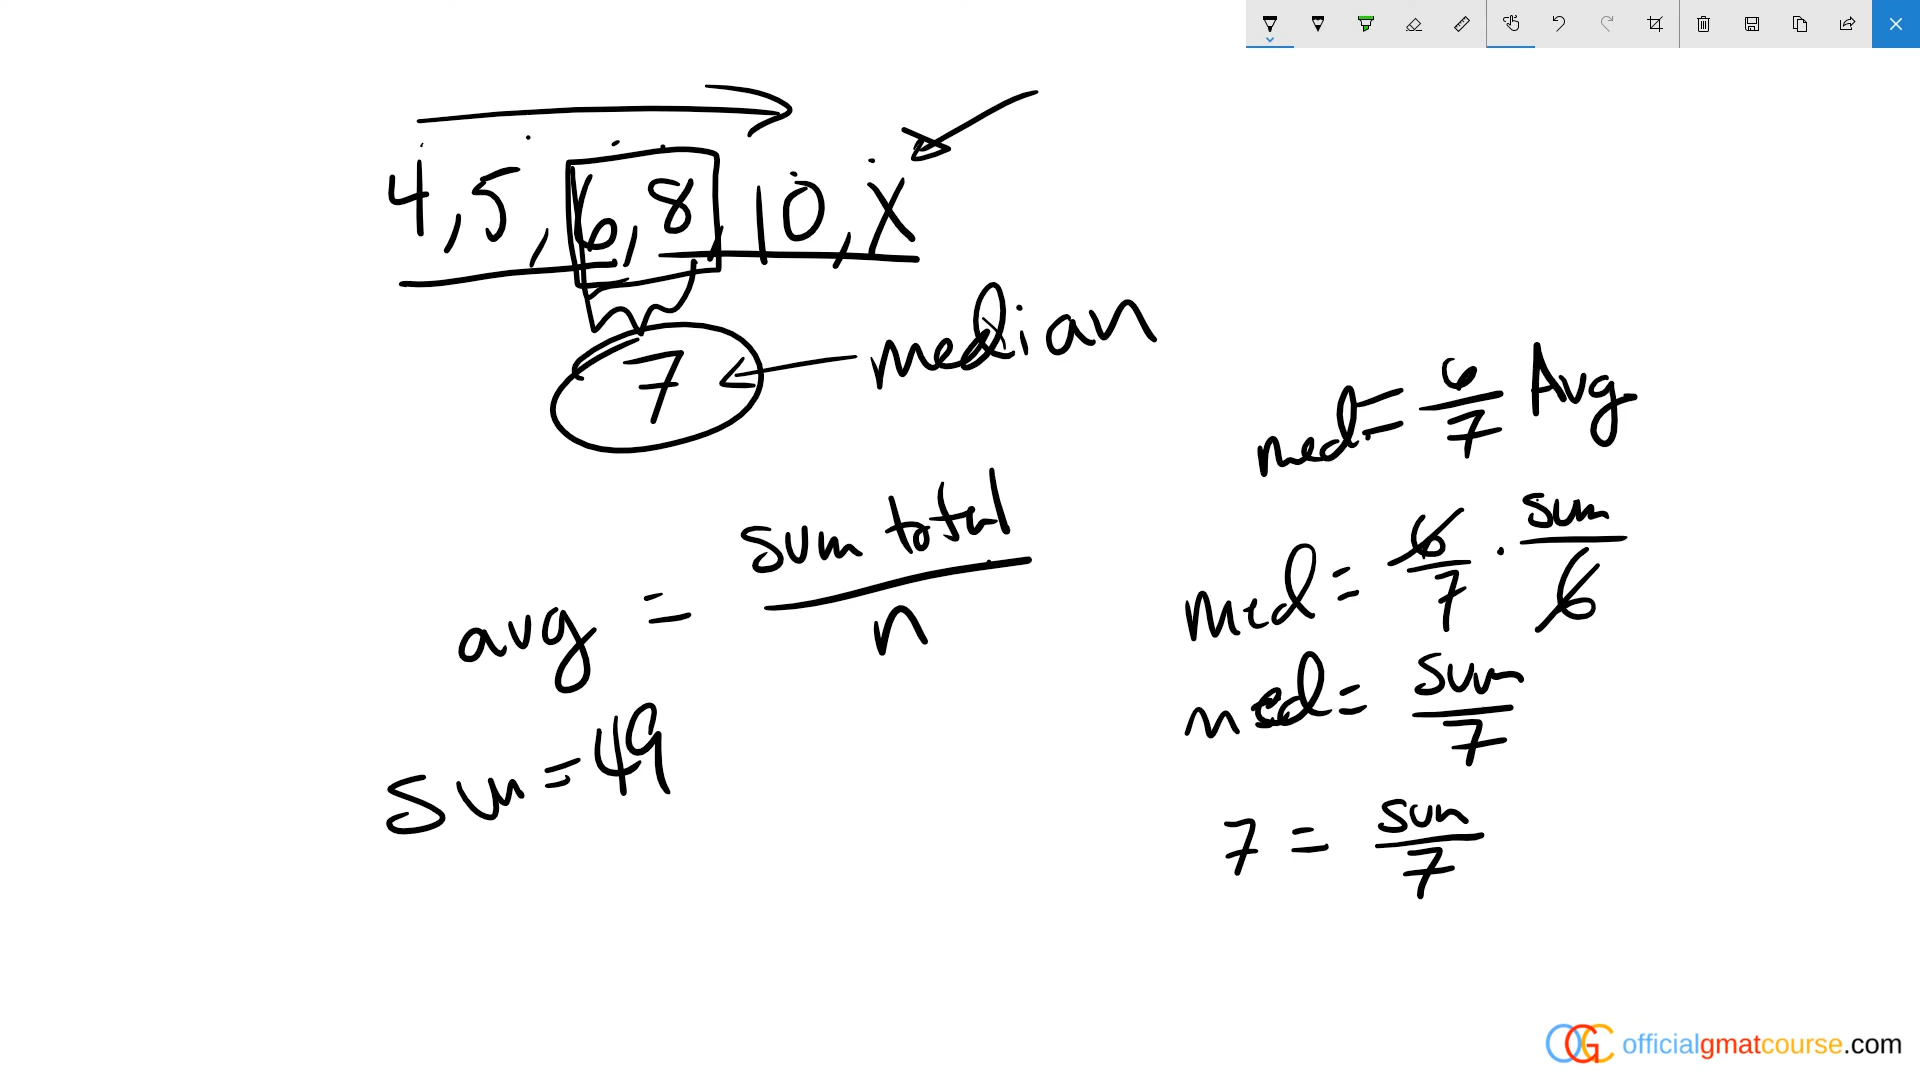 4, 5, 6, 8, 10, x
7 ← median
avg = sum total / n
sum = 49
med = 6/7 Avg.
med = 6/7 · sum/6
med = sum/7
7 = sum/7
OGC officialgmatcourse.com